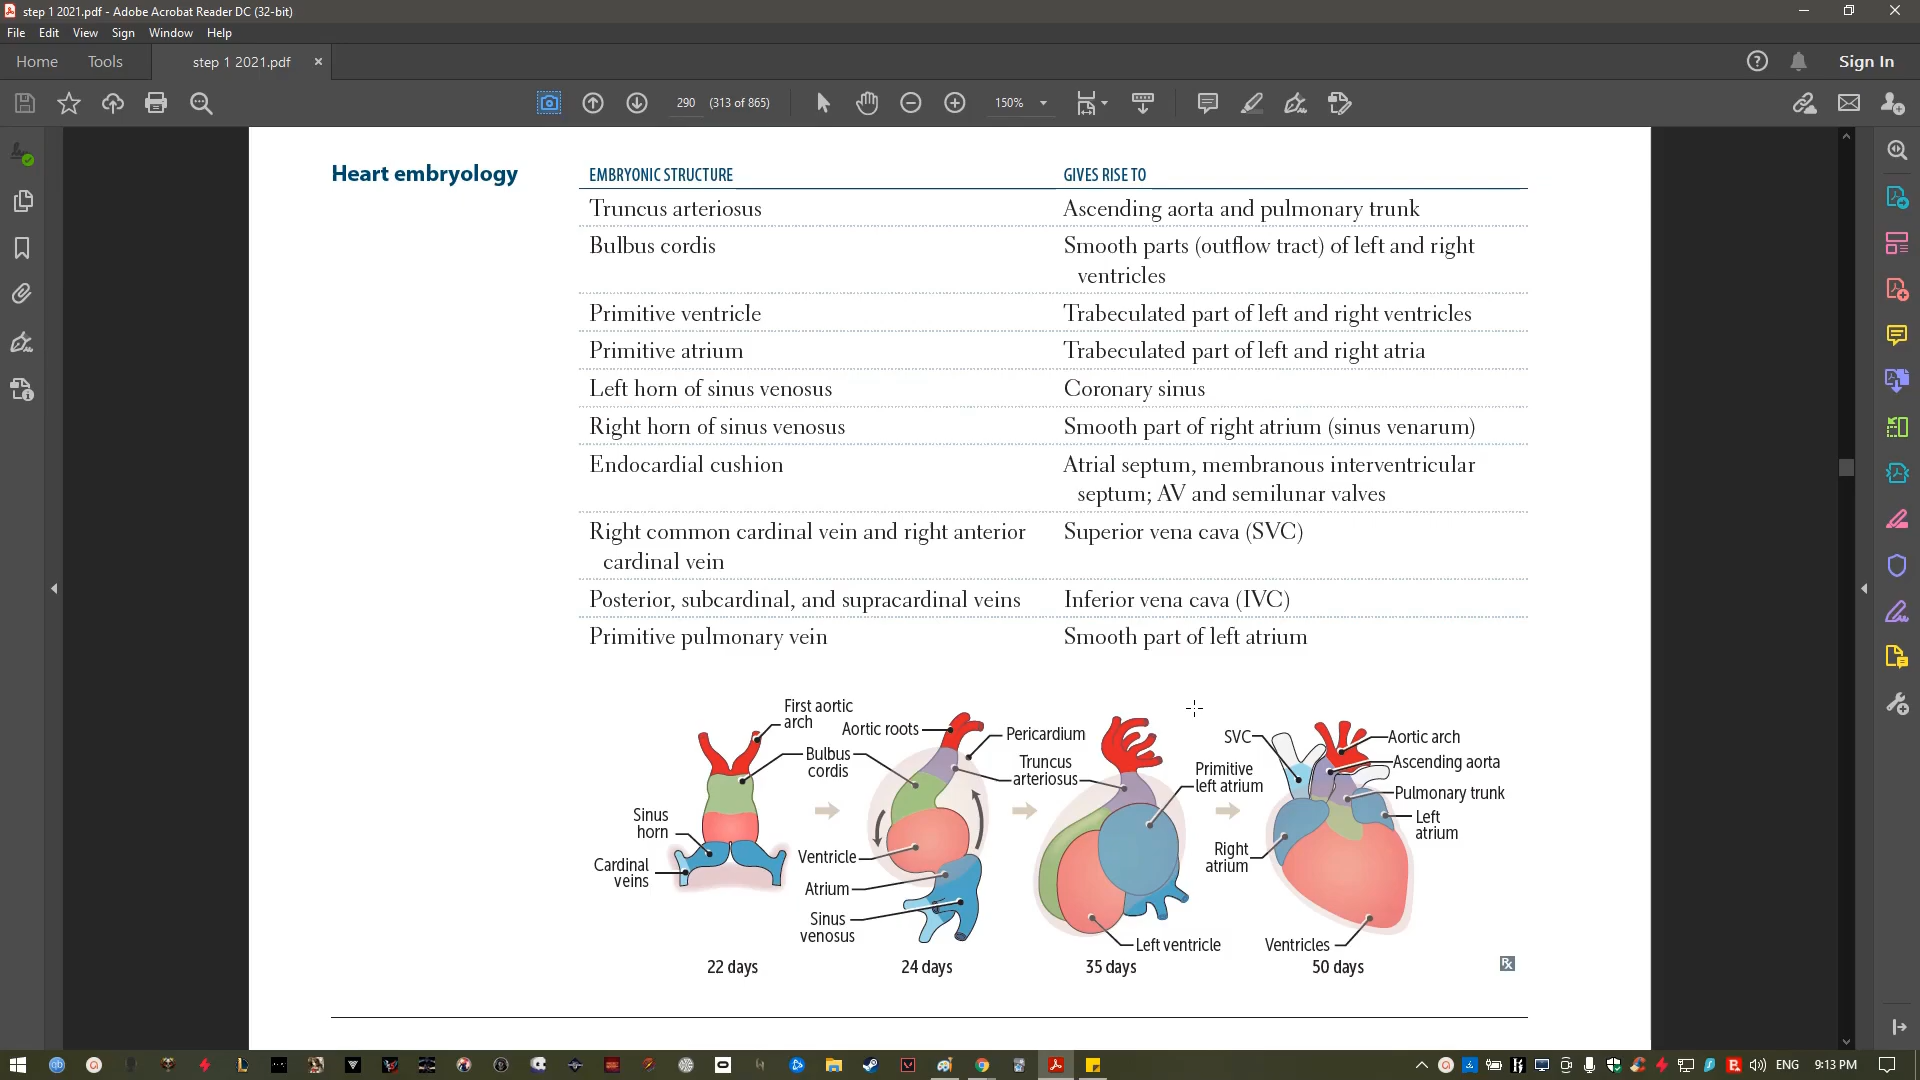 step 1 2021.pdf - Adobe Acrobat Reader DC (32-bit)
File Edit View Sign Window Help
Home Tools step 1 2021.pdf × Sign In
290 (313 of 865) 150%
Heart embryology
EMBRYONIC STRUCTURE GIVES RISE TO
Truncus arteriosus Ascending aorta and pulmonary trunk
Bulbus cordis Smooth parts (outflow tract) of left and right
ventricles
Primitive ventricle Trabeculated part of left and right ventricles
Primitive atrium Trabeculated part of left and right atria
Left horn of sinus venosus Coronary sinus
Right horn of sinus venosus Smooth part of right atrium (sinus venarum)
Endocardial cushion Atrial septum, membranous interventricular
septum; AV and semilunar valves
Right common cardinal vein and right anterior Superior vena cava (SVC)
cardinal vein
Posterior, subcardinal, and supracardinal veins Inferior vena cava (IVC)
Primitive pulmonary vein Smooth part of left atrium
First aortic
arch
Bulbus
cordis
Sinus
horn
Cardinal
veins
22 days
Aortic roots
Pericardium
Truncus
arteriosus
Ventricle
Atrium
Sinus
venosus
24 days
Primitive
left atrium
Left ventricle
35 days
SVC
Aortic arch
Ascending aorta
Pulmonary trunk
Left
atrium
Right
atrium
Ventricles
50 days
Rx
ENG 9:13 PM